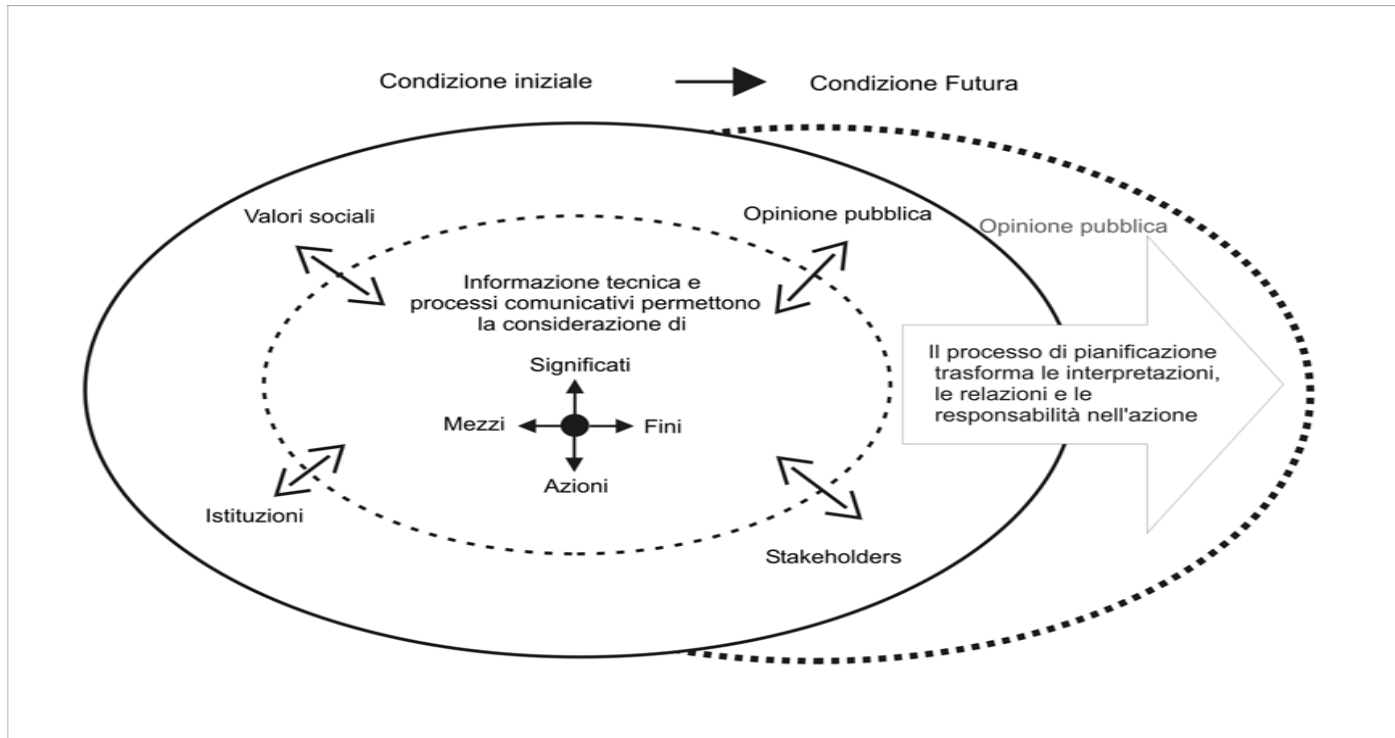 Condizione iniziale
Condizione Futura
Valori sociali
Opinione pubblica
Opinione pubblica
Informazione tecnica e
processi comunicativi permettono
la considerazione di
Significati
Mezzi
Fini
Azioni
Il processo di pianificazione
trasforma le interpretazioni,
le relazioni e le
responsabilità nell'azione
Istituzioni
Stakeholders